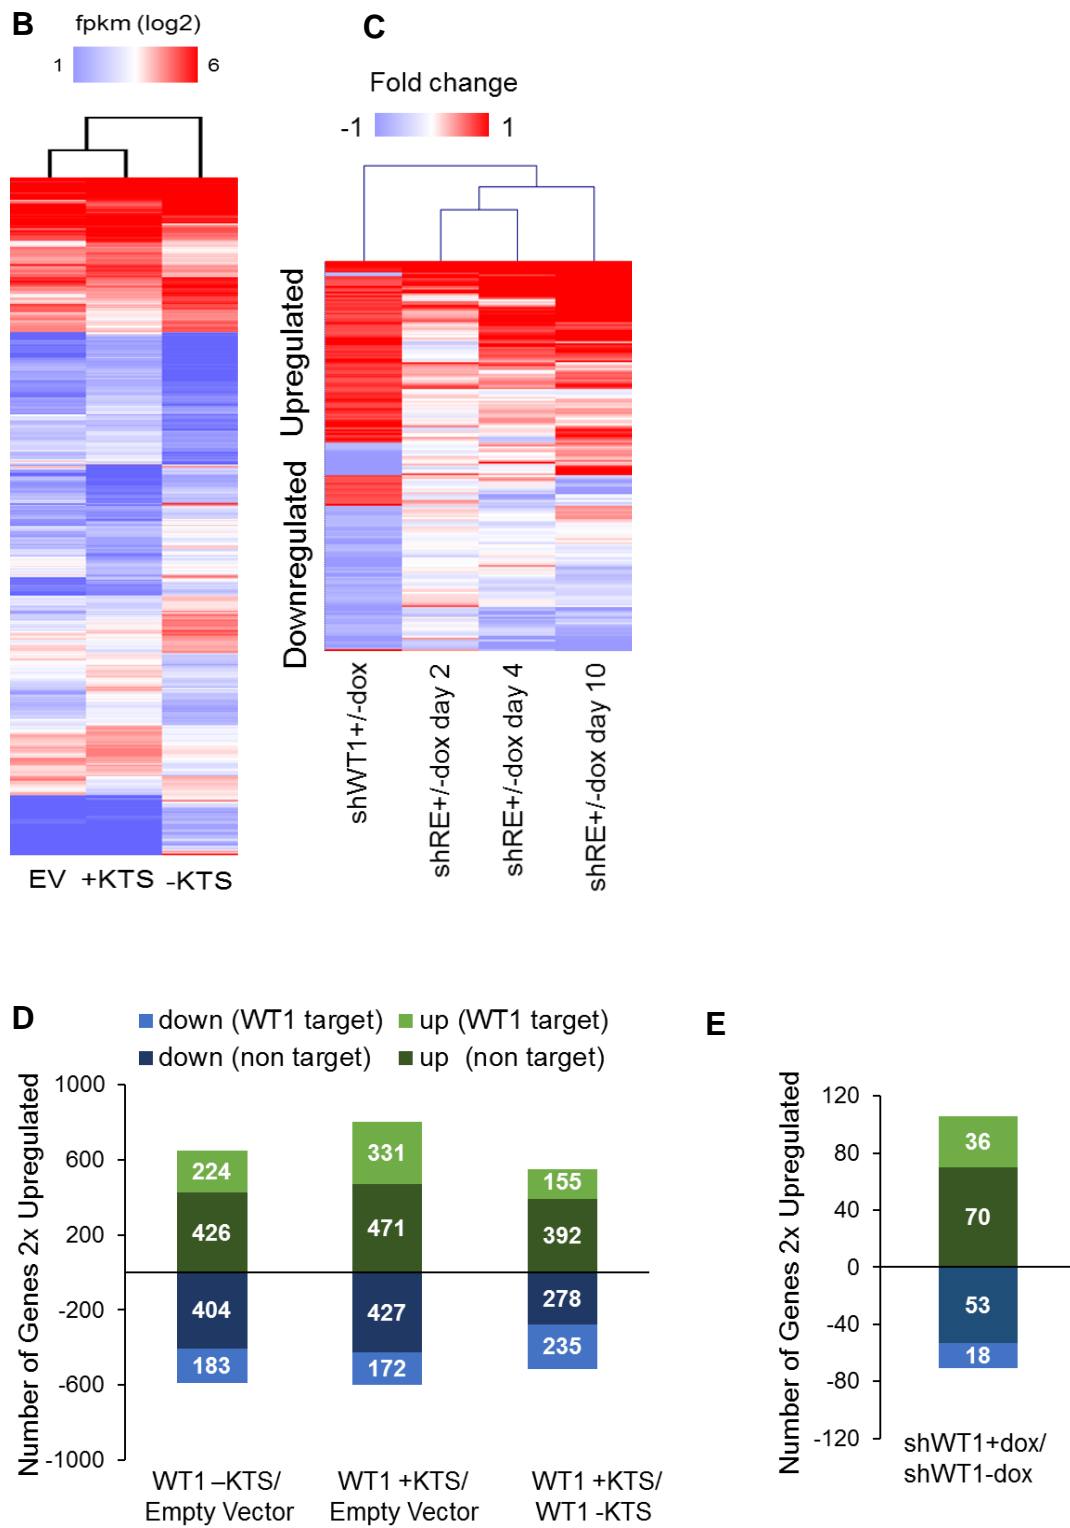 B
fpkm (log2)
1
6
EV +KTS -KTS
C
Fold change
-1
1
Upregulated
Downregulated
shWT1+/-dox
shRE+/-dox day 2
shRE+/-dox day 4
shRE+/-dox day 10
D
down (WT1 target)
up (WT1 target)
down (non target)
up (non target)
Number of Genes 2x Upregulated
1000
600
200
-200
-600
-1000
224
426
404
183
331
471
427
172
155
392
278
235
WT1 –KTS/
Empty Vector
WT1 +KTS/
Empty Vector
WT1 +KTS/
WT1 -KTS
E
Number of Genes 2x Upregulated
120
80
40
0
-40
-80
-120
36
70
53
18
shWT1+dox/
shWT1-dox